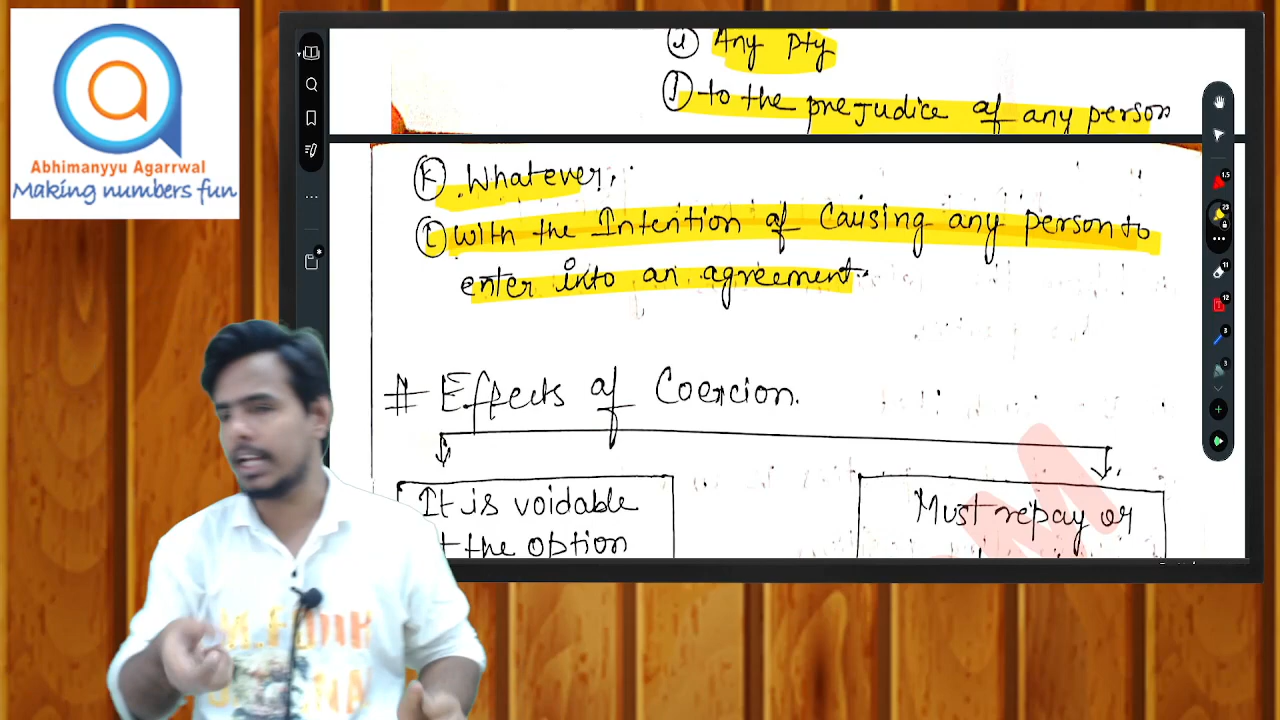 Abhimanyyu Agarrwal
Making numbers fun
(i) Any pty
(j) to the prejudice of any person
(k) Whatever.
(l) with the Intention of Causing any person to
enter into an agreement.
# Effects of Coercion.
It is voidable
t the option
Must repay or